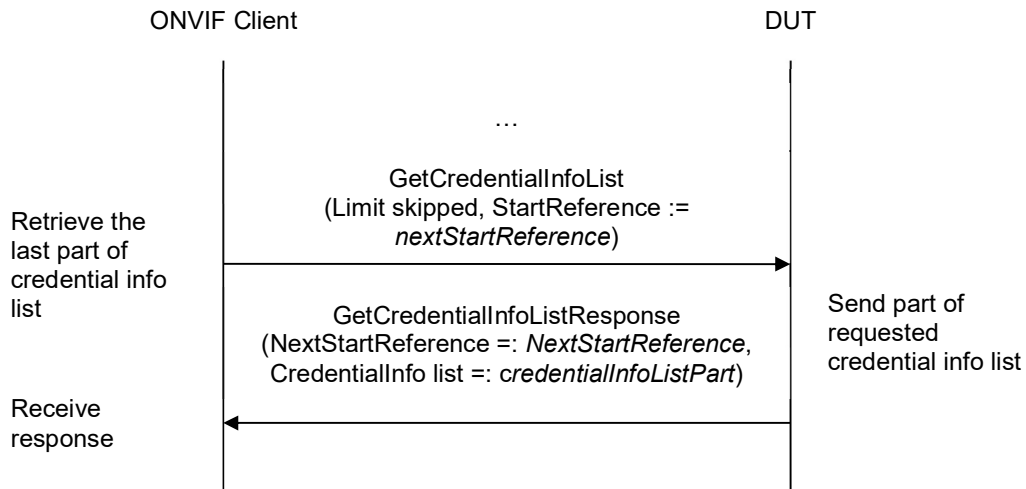 ONVIF Client
DUT
…
GetCredentialInfoList
(Limit skipped, StartReference :=
nextStartReference)
Retrieve the
last part of
credential info
list
GetCredentialInfoListResponse
(NextStartReference =: NextStartReference,
CredentialInfo list =: credentialInfoListPart)
Send part of
requested
credential info list
Receive
response